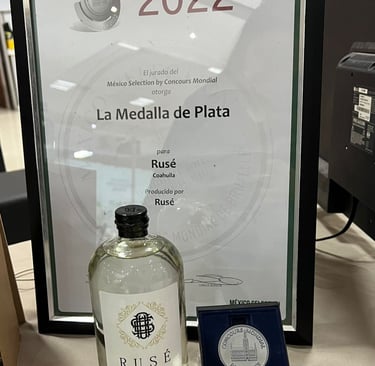 2022
El jurado del
México Selection by Concours Mondial
otorga
La Medalla de Plata
para
Rusé
Coahuila
Producido por
Rusé
RUSÉ